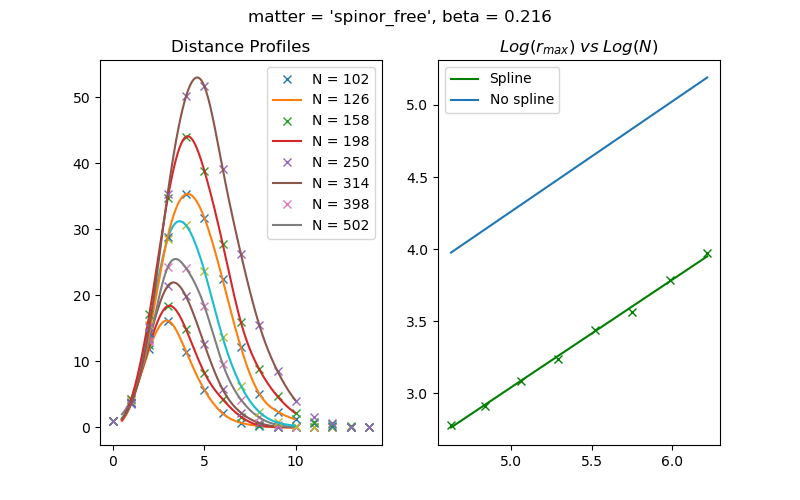 matter = 'spinor_free', beta = 0.216
Distance Profiles
Log(r_max) vs Log(N)
N = 102
N = 126
N = 158
N = 198
N = 250
N = 314
N = 398
N = 502
Spline
No spline
50
40
30
20
10
0
0
5
10
5.0
4.5
4.0
3.5
3.0
5.0
5.5
6.0